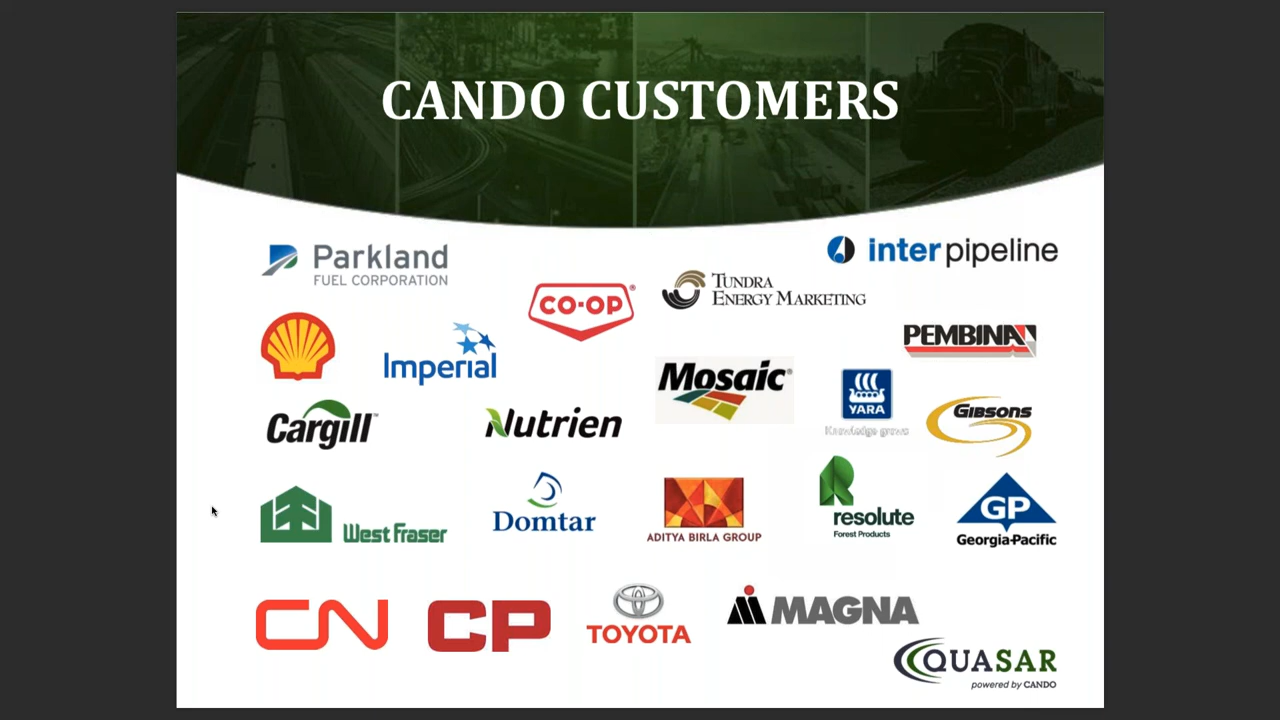 CANDO CUSTOMERS
Parkland
FUEL CORPORATION
inter pipeline
CO-OP®
TUNDRA
ENERGY MARKETING
Imperial
PEMBINA
Mosaic®
YARA
Knowledge grows
Cargill™
Nutrien
GIBSONS
West Fraser
Domtar
ADITYA BIRLA GROUP
resolute
Forest Products
GP
Georgia-Pacific
CN
CP
TOYOTA
MAGNA
QUASAR
powered by CANDO